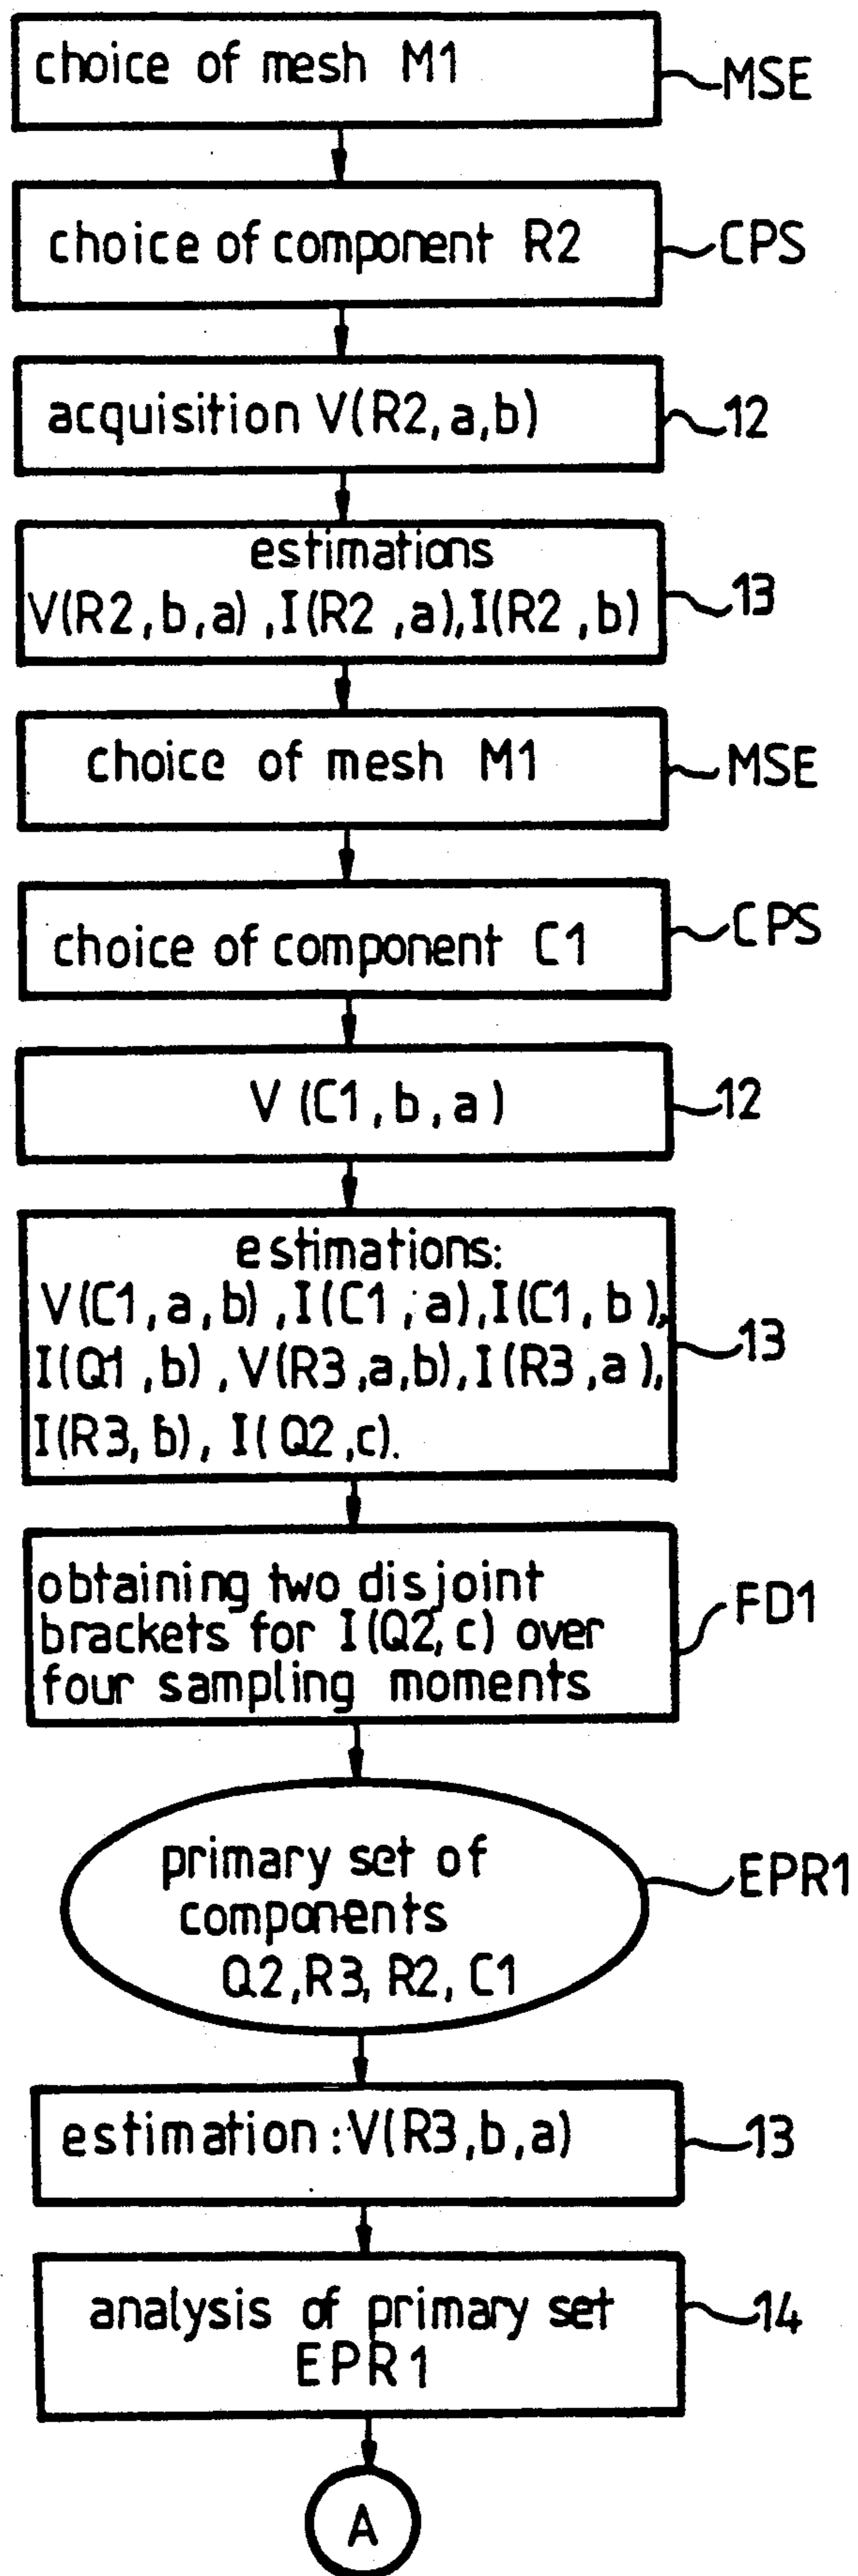 choice of mesh M1
MSE
choice of component R2
CPS
acquisition V(R2,a,b)
12
estimations
V(R2,b,a),I(R2,a),I(R2,b)
13
choice of mesh M1
MSE
choice of component C1
CPS
V(C1,b,a)
12
estimations:
V(C1,a,b),I(C1,a),I(C1,b),
I(Q1,b),V(R3,a,b),I(R3,a),
I(R3,b), I(Q2,c).
13
obtaining two disjoint
brackets for I(Q2,c) over
four sampling moments
FD1
primary set of
components
Q2,R3,R2,C1
EPR1
estimation:V(R3,b,a)
13
analysis of primary set
EPR1
14
A